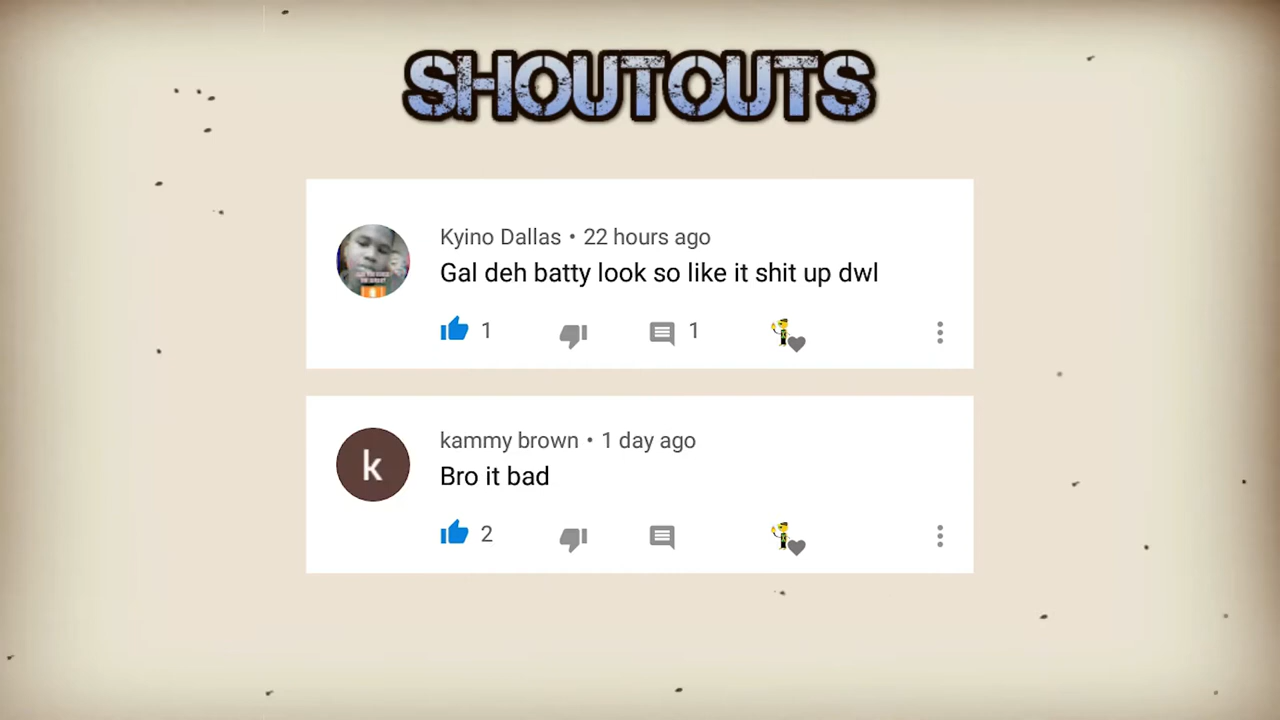 SHOUTOUTS
Kyino Dallas • 22 hours ago
Gal deh batty look so like it shit up dwl
1 1
kammy brown • 1 day ago
k
Bro it bad
2